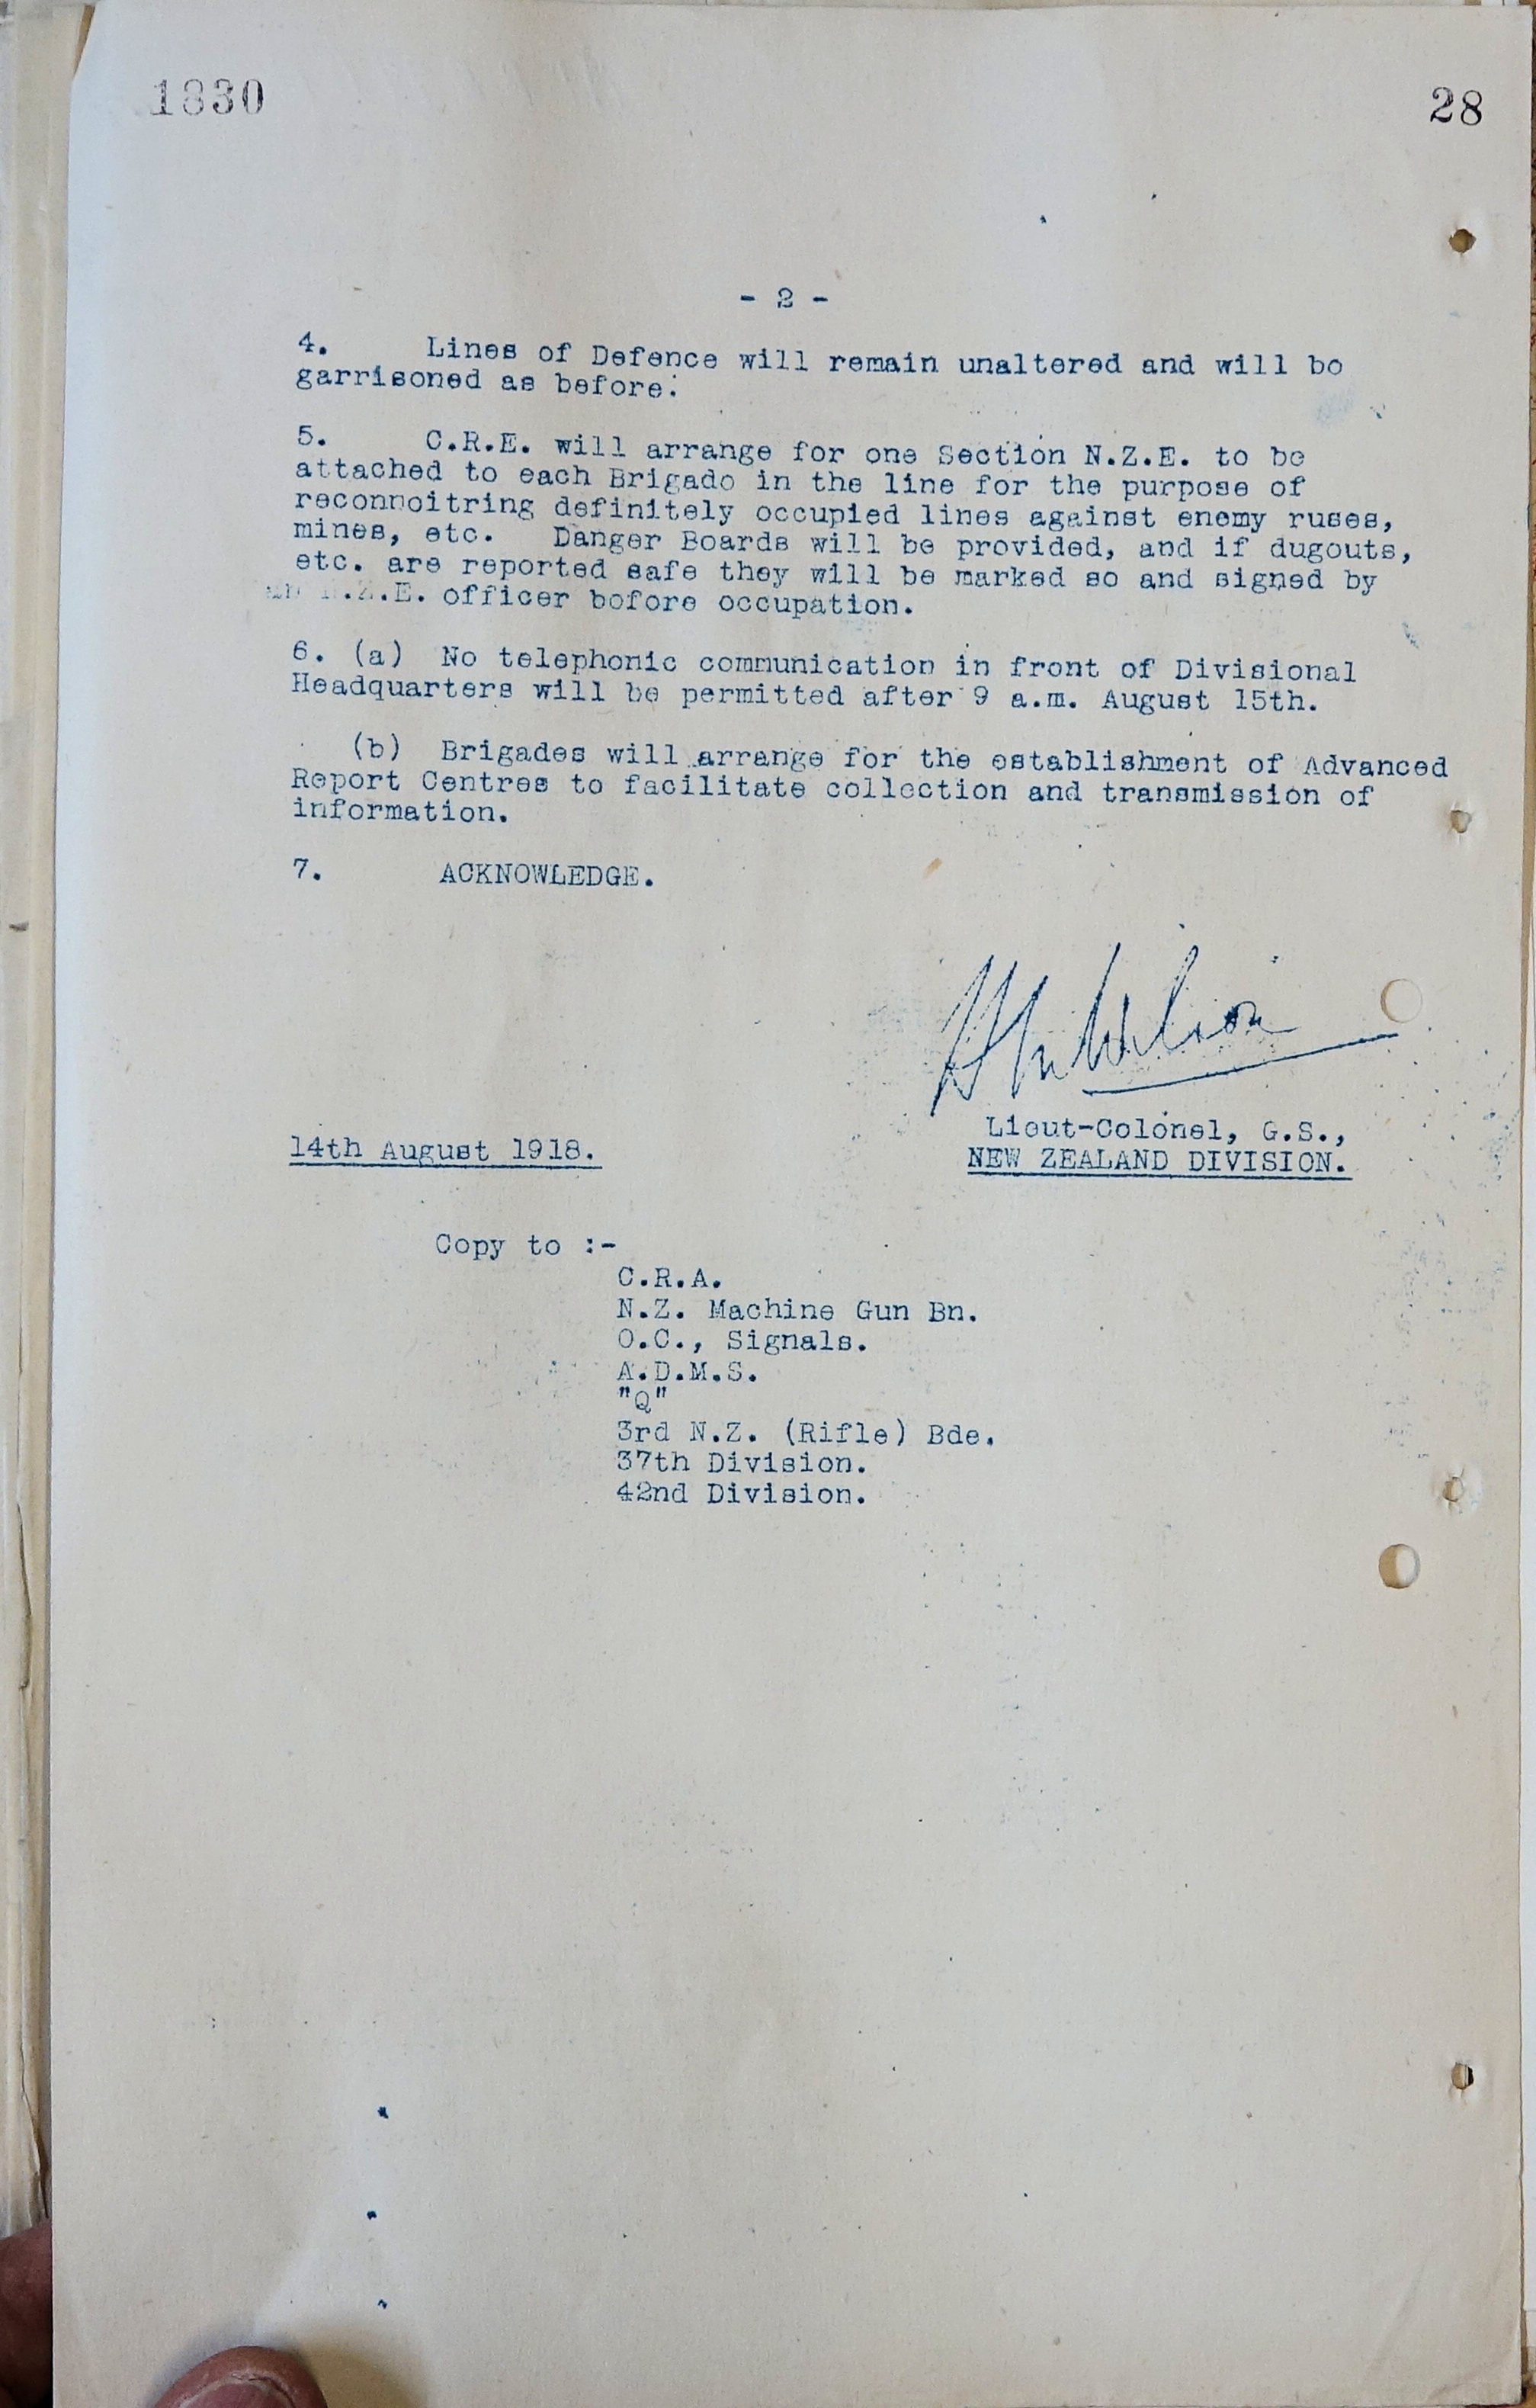 1830
28
- 2 -
4. Lines of Defence will remain unaltered and will be
garrisoned as before.
5. C.R.E. will arrange for one Section N.Z.E. to be
attached to each Brigade in the line for the purpose of
reconnoitring definitely occupied lines against enemy ruses,
mines, etc. Danger Boards will be provided, and if dugouts,
etc. are reported safe they will be marked so and signed by
N.Z.E. officer before occupation.
6. (a) No telephonic communication in front of Divisional
Headquarters will be permitted after 9 a.m. August 15th.
(b) Brigades will arrange for the establishment of Advanced
Report Centres to facilitate collection and transmission of
information.
7. ACKNOWLEDGE.
Lieut-Colonel, G.S.,
14th August 1918.
NEW ZEALAND DIVISION.
Copy to :-
C.R.A.
N.Z. Machine Gun Bn.
O.C., Signals.
A.D.M.S.
"Q"
3rd N.Z. (Rifle) Bde.
37th Division.
42nd Division.